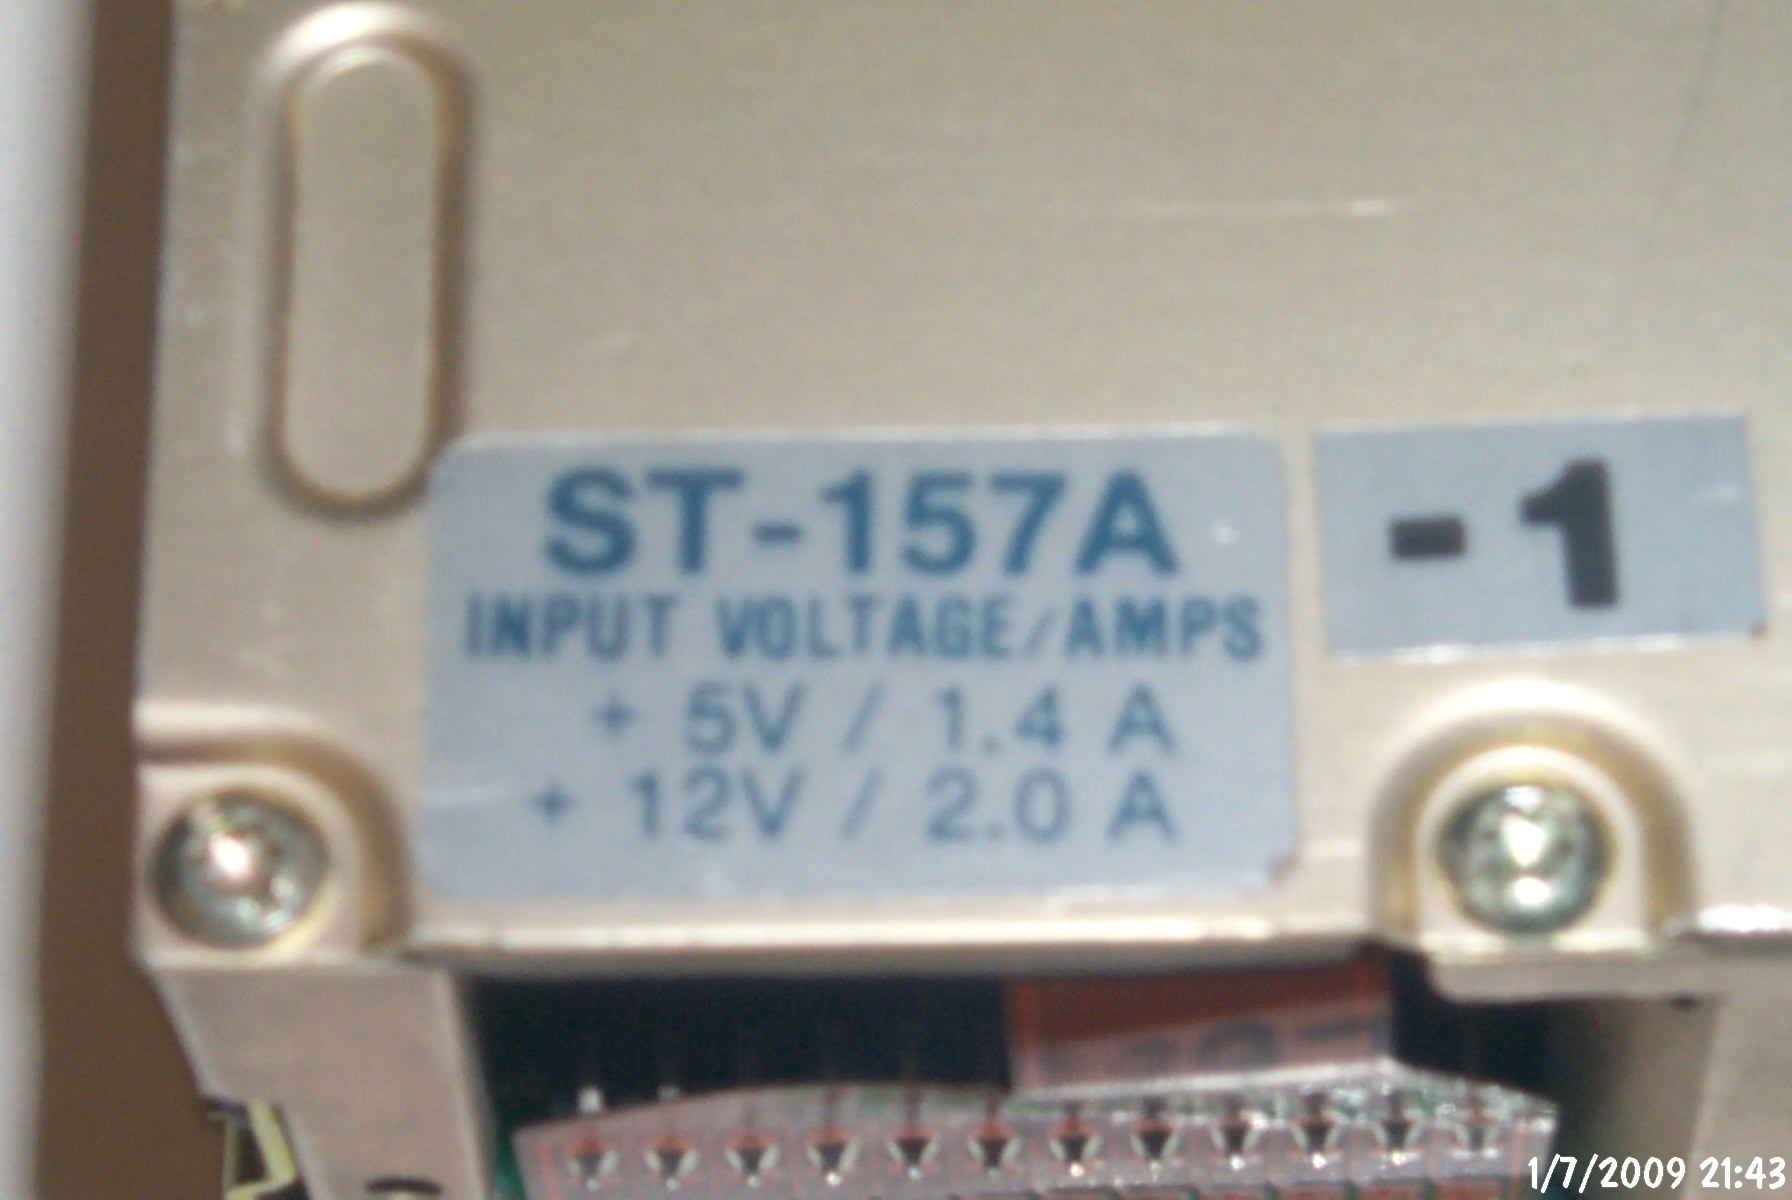 ST-157A
-1
INPUT VOLTAGE/AMPS
+ 5V / 1.4 A
+ 12V / 2.0 A
1/7/2009 21:43